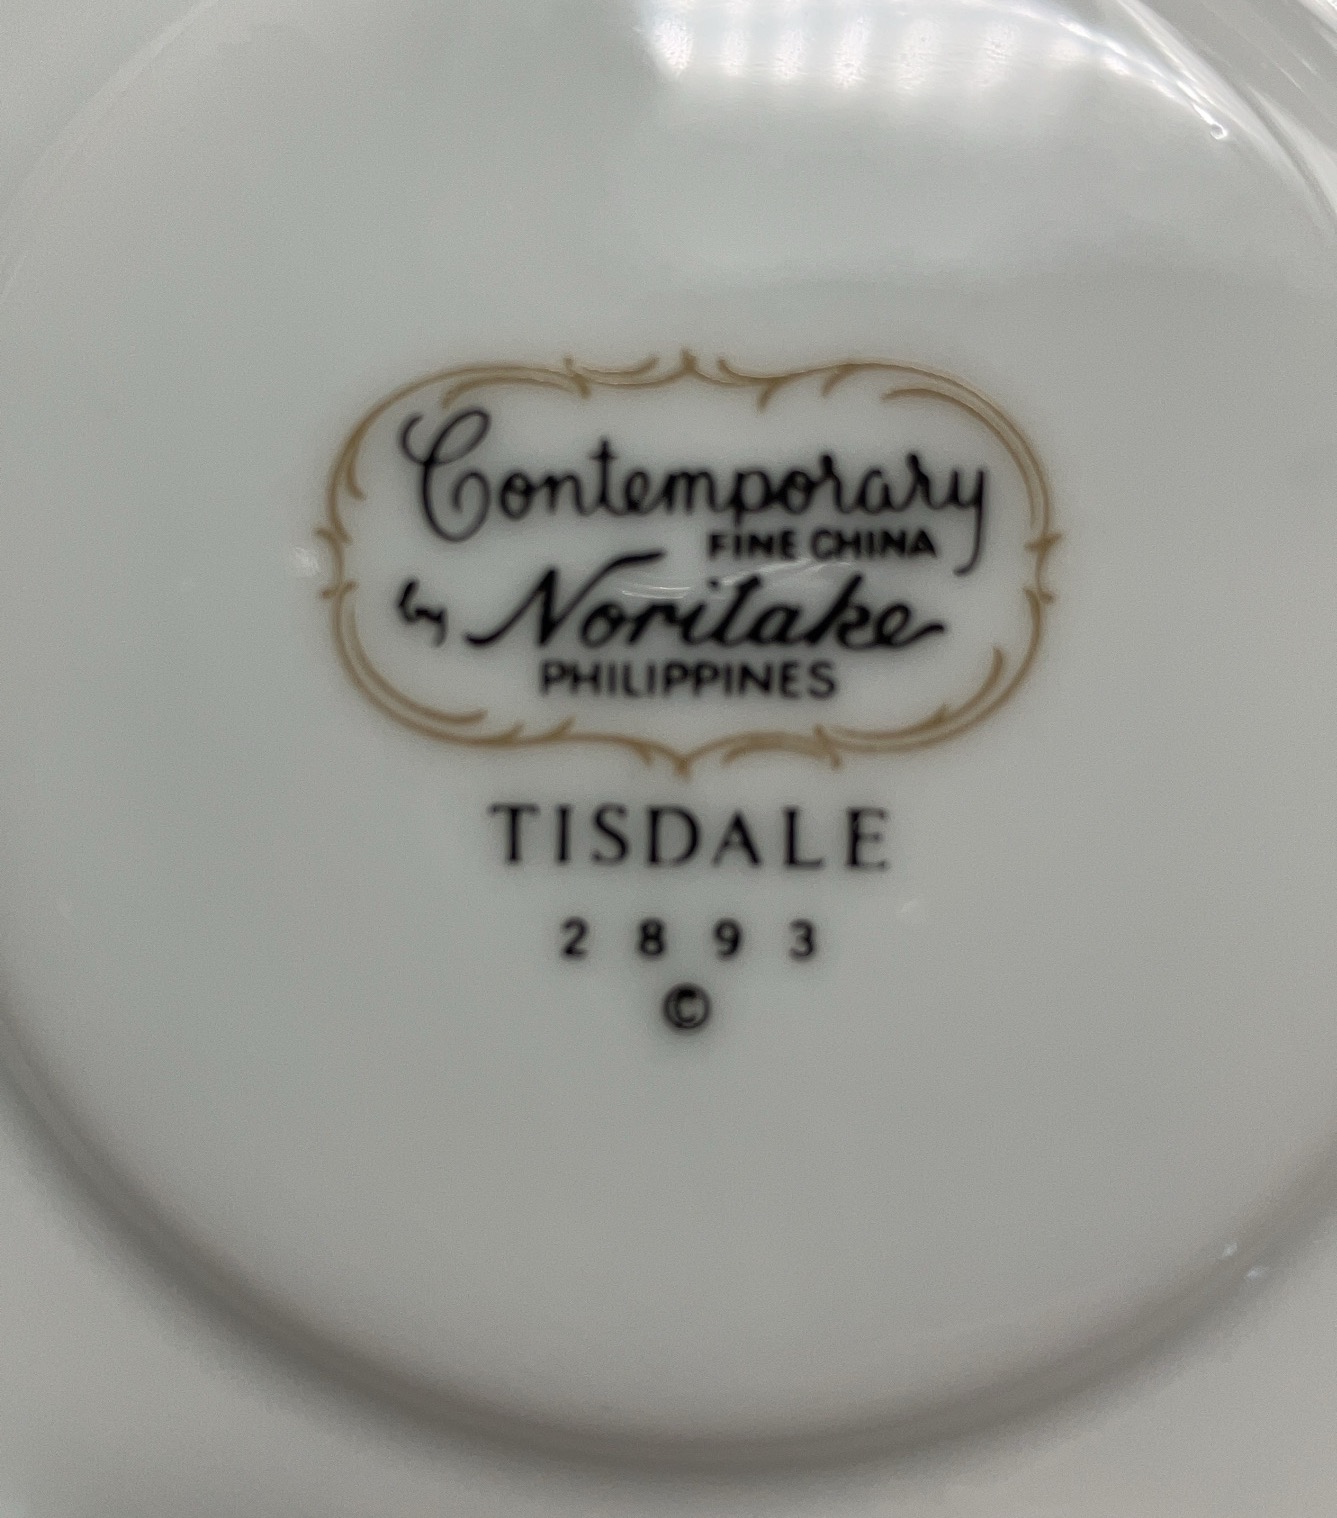 Contemporary
FINE CHINA
by Noritake
PHILIPPINES
TISDALE
2893
©